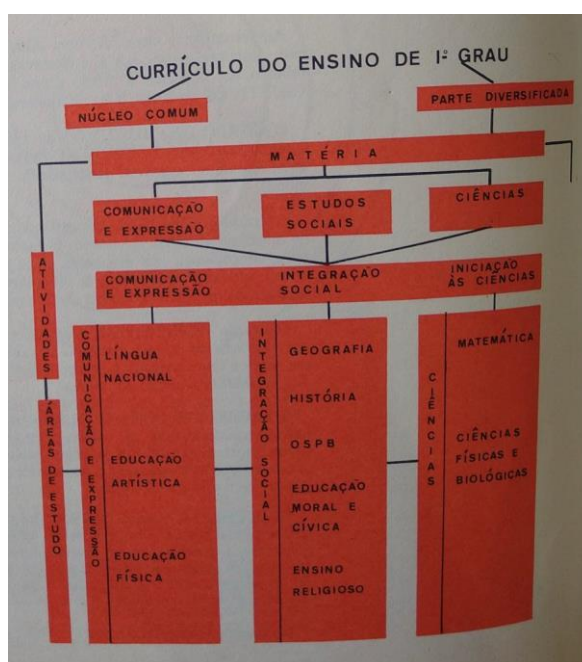 CURRÍCULO DO ENSINO DE 1º GRAU
NÚCLEO COMUM
PARTE DIVERSIFICADA
MATÉRIA
COMUNICAÇÃO
E EXPRESSÃO
ESTUDOS
SOCIAIS
CIÊNCIAS
ATIVIDADES
COMUNICAÇÃO
E EXPRESSÃO
INTEGRAÇÃO
SOCIAL
INICIAÇÃO
ÀS CIÊNCIAS
ÁREAS DE ESTUDO
COMUNICAÇÃO E EXPRESSÃO
LÍNGUA
NACIONAL
EDUCAÇÃO
ARTÍSTICA
EDUCAÇÃO
FÍSICA
INTEGRAÇÃO SOCIAL
GEOGRAFIA
HISTÓRIA
OSPB
EDUCAÇÃO
MORAL E
CÍVICA
ENSINO
RELIGIOSO
CIÊNCIAS
MATEMÁTICA
CIÊNCIAS
FÍSICAS E
BIOLÓGICAS